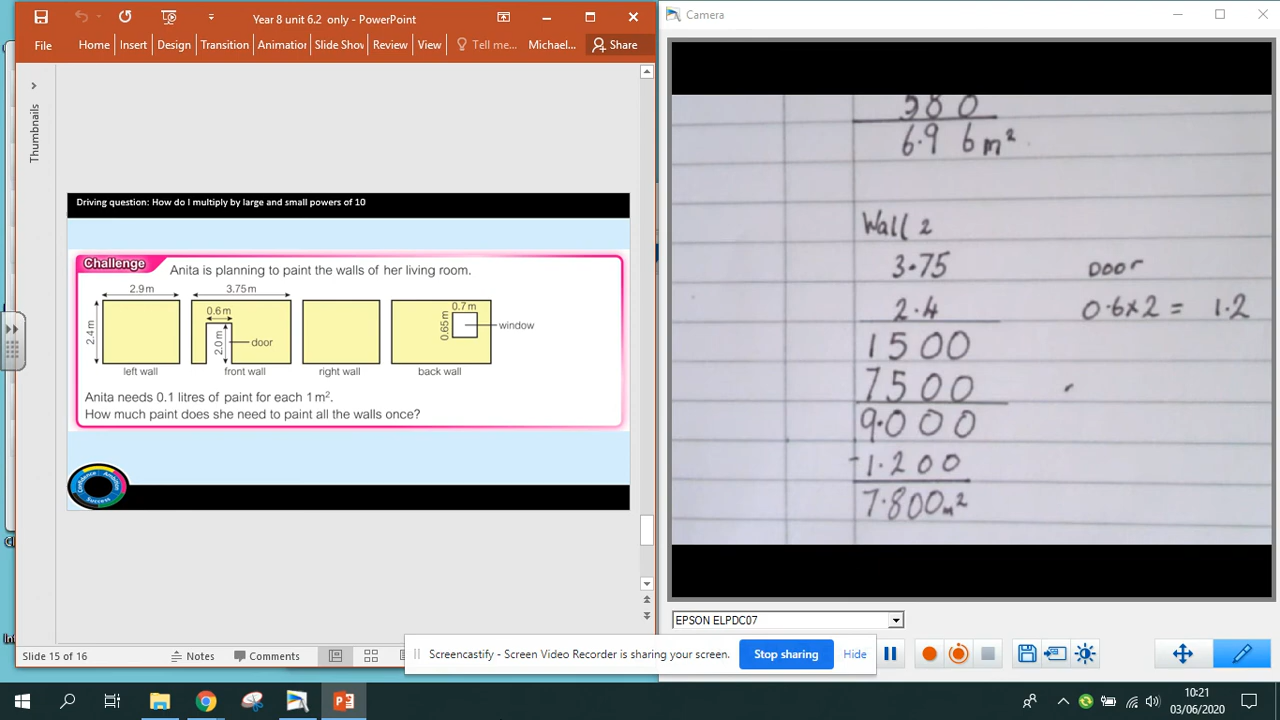 Year 8 unit 6.2 only - PowerPoint
Camera
File Home Insert Design Transition Animation Slide Show Review View Tell me... Michael... Share
Thumbnails
Driving question: How do I multiply by large and small powers of 10
Challenge
Anita is planning to paint the walls of her living room.
2.9 m
3.75 m
0.6 m
0.7 m
2.4 m
2.0 m
0.65 m
door
window
left wall
front wall
right wall
back wall
Anita needs 0.1 litres of paint for each 1 m².
How much paint does she need to paint all the walls once?
Confidence Ambition Success
580
6.96 m²
Wall 2
3.75
2.4
1500
7500
9.000
-1.200
7.800m²
Door
0.6x2 = 1.2
EPSON ELPDC07
Screencastify - Screen Video Recorder is sharing your screen.
Stop sharing
Hide
Slide 15 of 16
Notes
Comments
10:21
03/06/2020